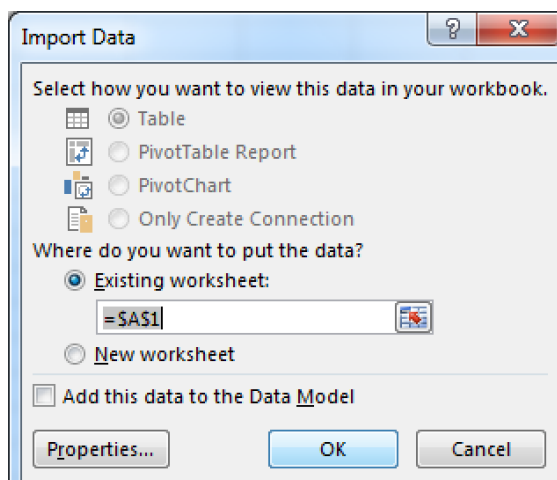 Import Data
Select how you want to view this data in your workbook.
Table
PivotTable Report
PivotChart
Only Create Connection
Where do you want to put the data?
Existing worksheet:
=$A$1
New worksheet
Add this data to the Data Model
Properties...
OK
Cancel